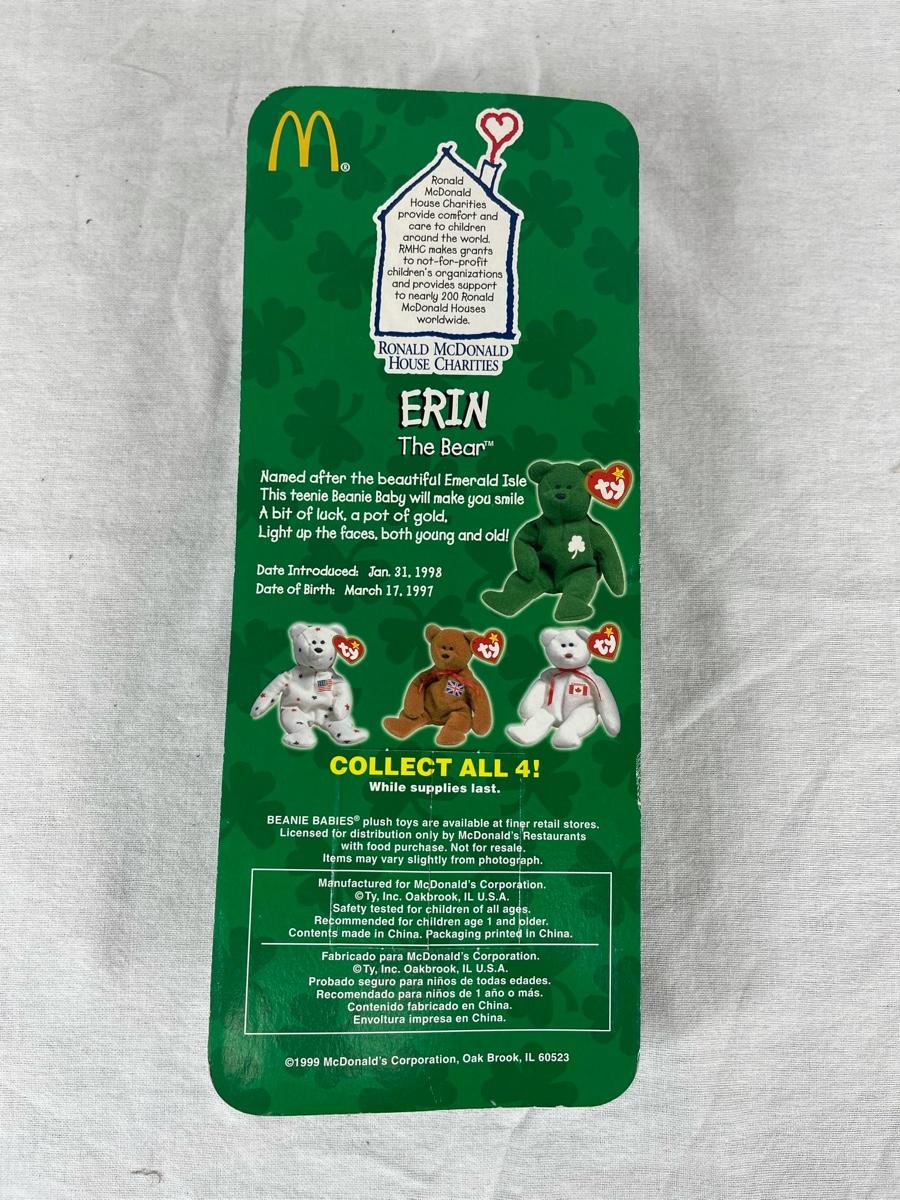 M®
Ronald
McDonald
House Charities
provide comfort and
care to children
around the world.
RMHC makes grants
to not-for-profit
children's organizations
and provides support
to nearly 200 Ronald
McDonald Houses
worldwide.
RONALD MCDONALD
HOUSE CHARITIES
ERIN
The Bear™
Named after the beautiful Emerald Isle
This teenie Beanie Baby will make you smile
A bit of luck, a pot of gold,
Light up the faces, both young and old!
ty
Date Introduced: Jan. 31, 1998
Date of Birth: March 17, 1997
ty
ty
ty
COLLECT ALL 4!
While supplies last.
BEANIE BABIES® plush toys are available at finer retail stores.
Licensed for distribution only by McDonald's Restaurants
with food purchase. Not for resale.
Items may vary slightly from photograph.
Manufactured for McDonald's Corporation.
©Ty, Inc. Oakbrook, IL U.S.A.
Safety tested for children of all ages.
Recommended for children age 1 and older.
Contents made in China. Packaging printed in China.
Fabricado para McDonald's Corporation.
©Ty, Inc. Oakbrook, IL U.S.A.
Probado seguro para niños de todas edades.
Recomendado para niños de 1 año o más.
Contenido fabricado en China.
Envoltura impresa en China.
©1999 McDonald's Corporation, Oak Brook, IL 60523